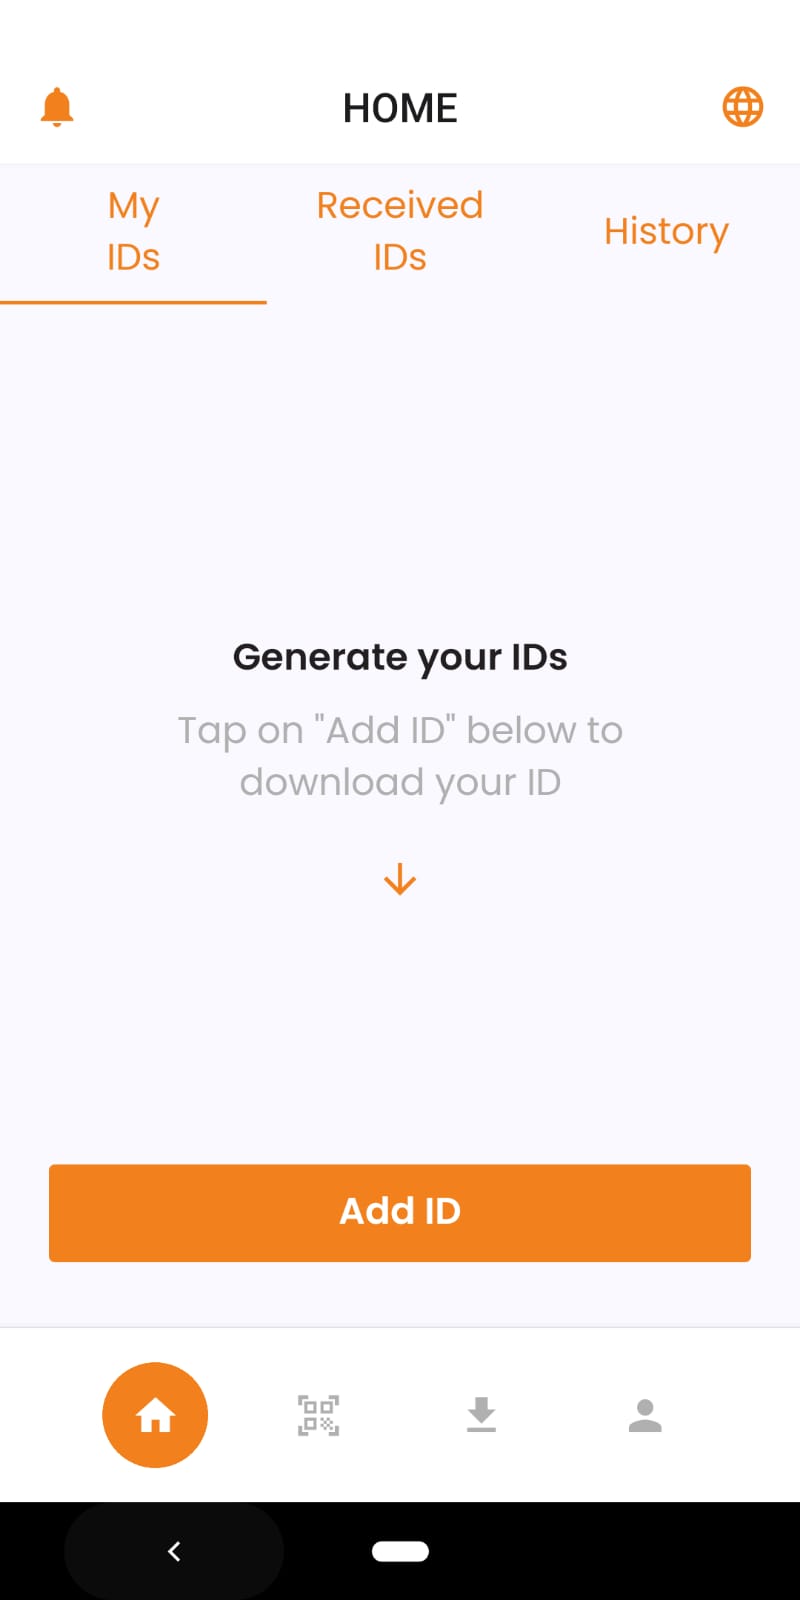 HOME
My
IDs
Received
IDs
History
Generate your IDs
Tap on "Add ID" below to
download your ID
Add ID